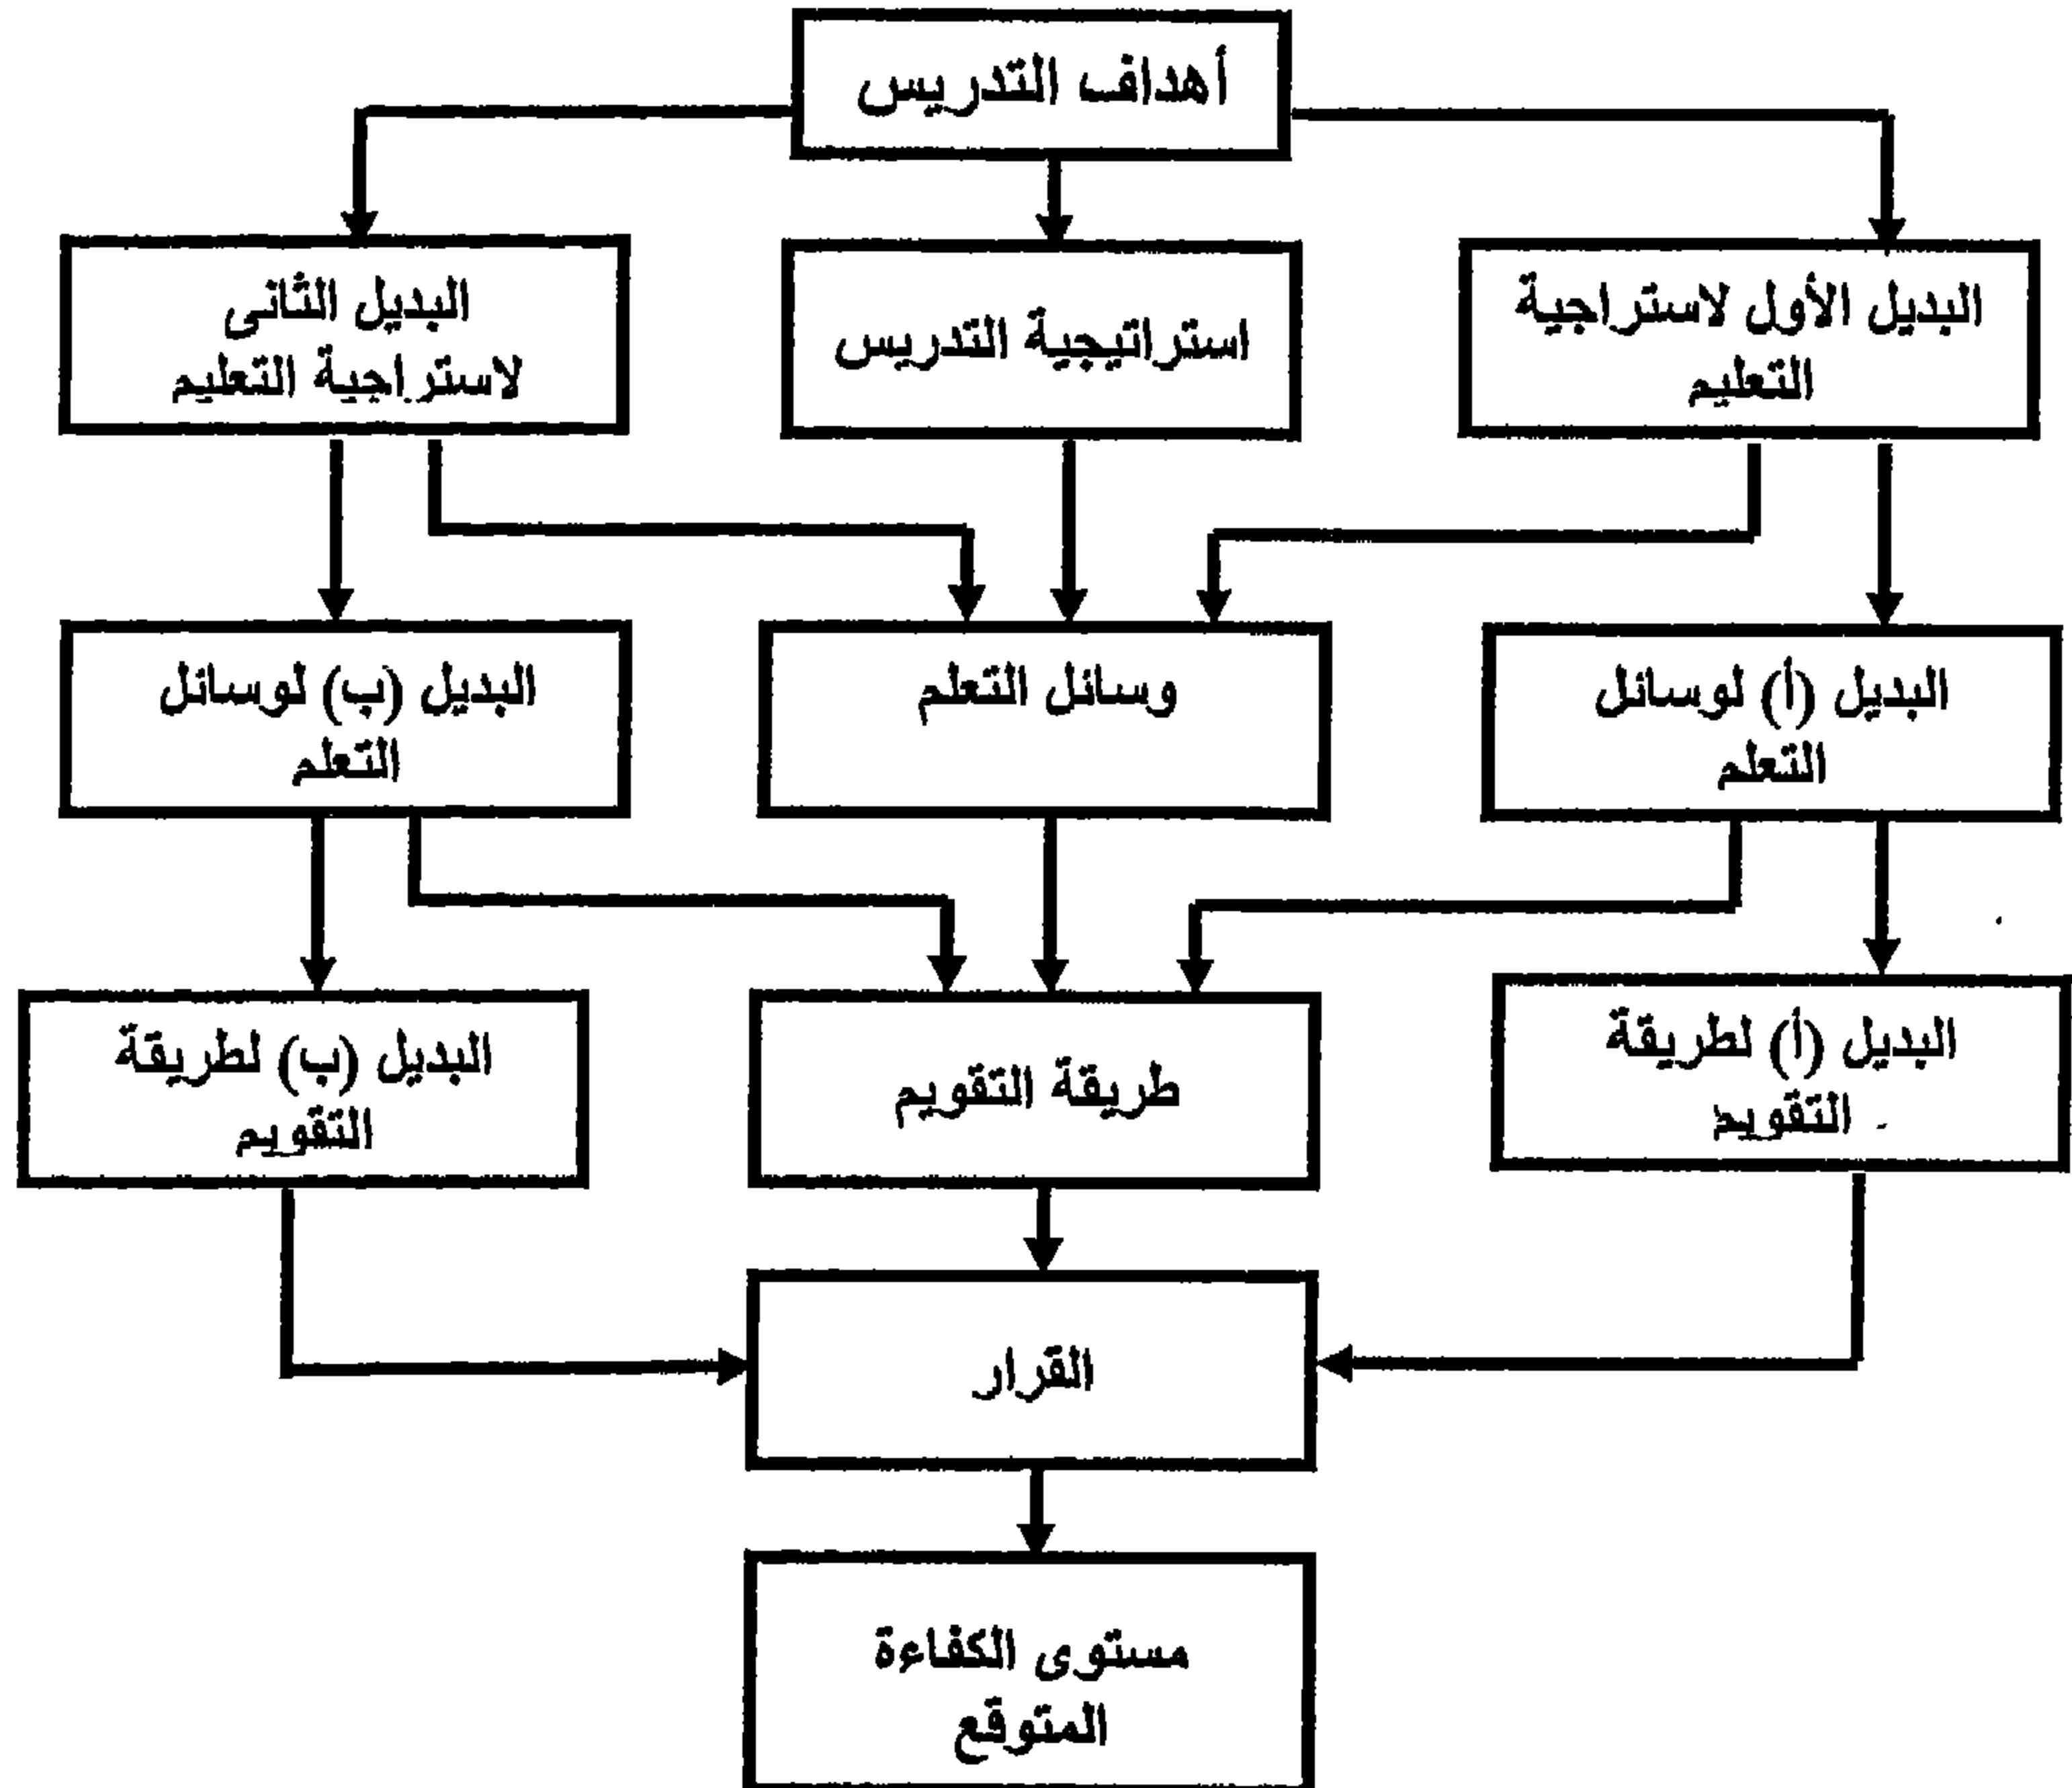 أهداف التدريس
البديل الأول لاستراجية
التعليم
استراتيجية التدريس
البديل الثانى
لاستراجية التعليم
البديل (أ) لوسائل
التعلم
وسائل التعلم
البديل (ب) لوسائل
التعلم
البديل (أ) لطريقة
التقويم
طريقة التقويم
البديل (ب) لطريقة
التقويم
القرار
مستوى الكفاءة
المتوقع